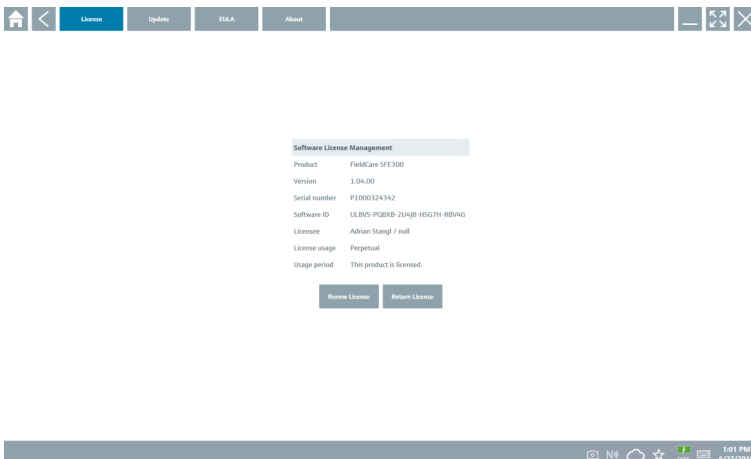 License Update EULA About
Software License Management
Product FieldCare SFE300
Version 1.04.00
Serial number P1000324342
Software ID ULBVS-PQBXB-2U4J8-HSG7H-RBV4G
Licensee Adrian Stangl / null
License usage Perpetual
Usage period This product is licensed.
Renew License Return License
1:01 PM